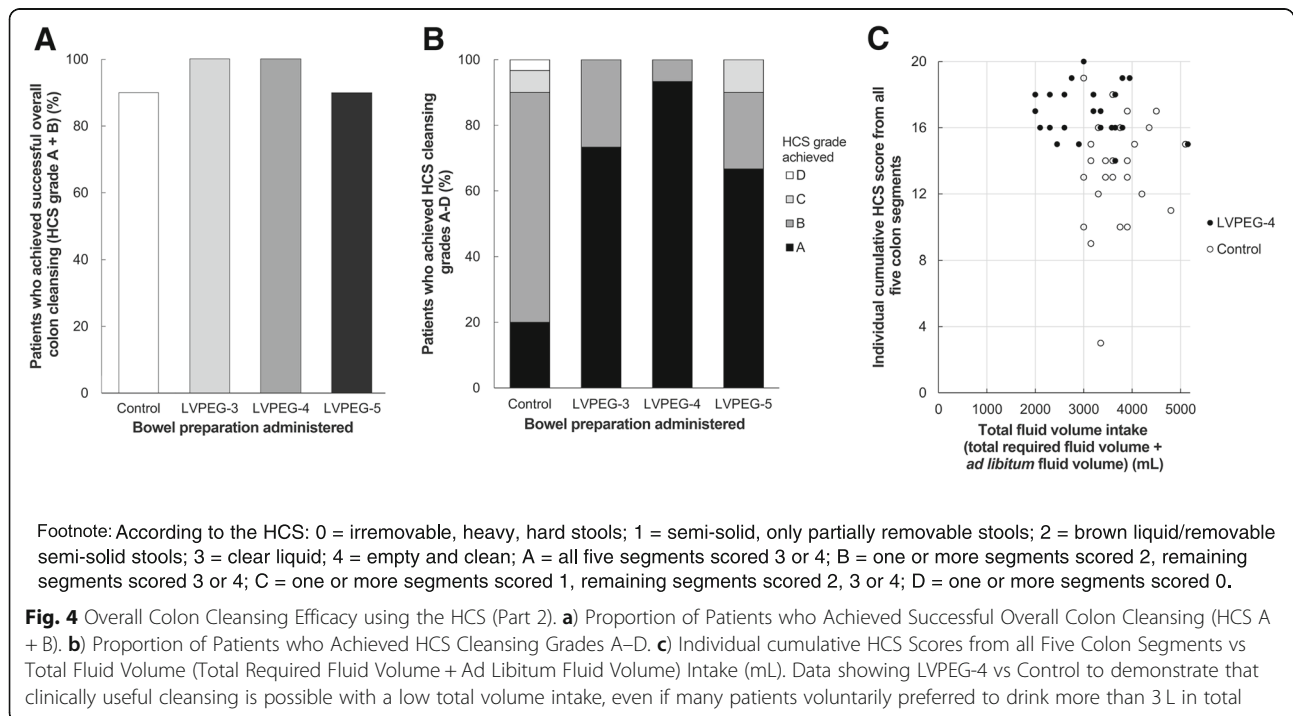 A
Patients who achieved successful overall
colon cleansing (HCS grade A + B) (%)
100
80
60
40
20
0
Control LVPEG-3 LVPEG-4 LVPEG-5
Bowel preparation administered
B
Patients who achieved HCS cleansing
grades A-D (%)
100
80
60
40
20
0
Control LVPEG-3 LVPEG-4 LVPEG-5
Bowel preparation administered
HCS grade
achieved
D
C
B
A
C
Individual cumulative HCS score from all
five colon segments
20
16
12
8
4
0
0 1000 2000 3000 4000 5000
Total fluid volume intake
(total required fluid volume +
ad libitum fluid volume) (mL)
LVPEG-4
Control
Footnote: According to the HCS: 0 = irremovable, heavy, hard stools; 1 = semi-solid, only partially removable stools; 2 = brown liquid/removable
semi-solid stools; 3 = clear liquid; 4 = empty and clean; A = all five segments scored 3 or 4; B = one or more segments scored 2, remaining
segments scored 3 or 4; C = one or more segments scored 1, remaining segments scored 2, 3 or 4; D = one or more segments scored 0.
Fig. 4 Overall Colon Cleansing Efficacy using the HCS (Part 2). a) Proportion of Patients who Achieved Successful Overall Colon Cleansing (HCS A
+ B). b) Proportion of Patients who Achieved HCS Cleansing Grades A–D. c) Individual cumulative HCS Scores from all Five Colon Segments vs
Total Fluid Volume (Total Required Fluid Volume + Ad Libitum Fluid Volume) Intake (mL). Data showing LVPEG-4 vs Control to demonstrate that
clinically useful cleansing is possible with a low total volume intake, even if many patients voluntarily preferred to drink more than 3 L in total